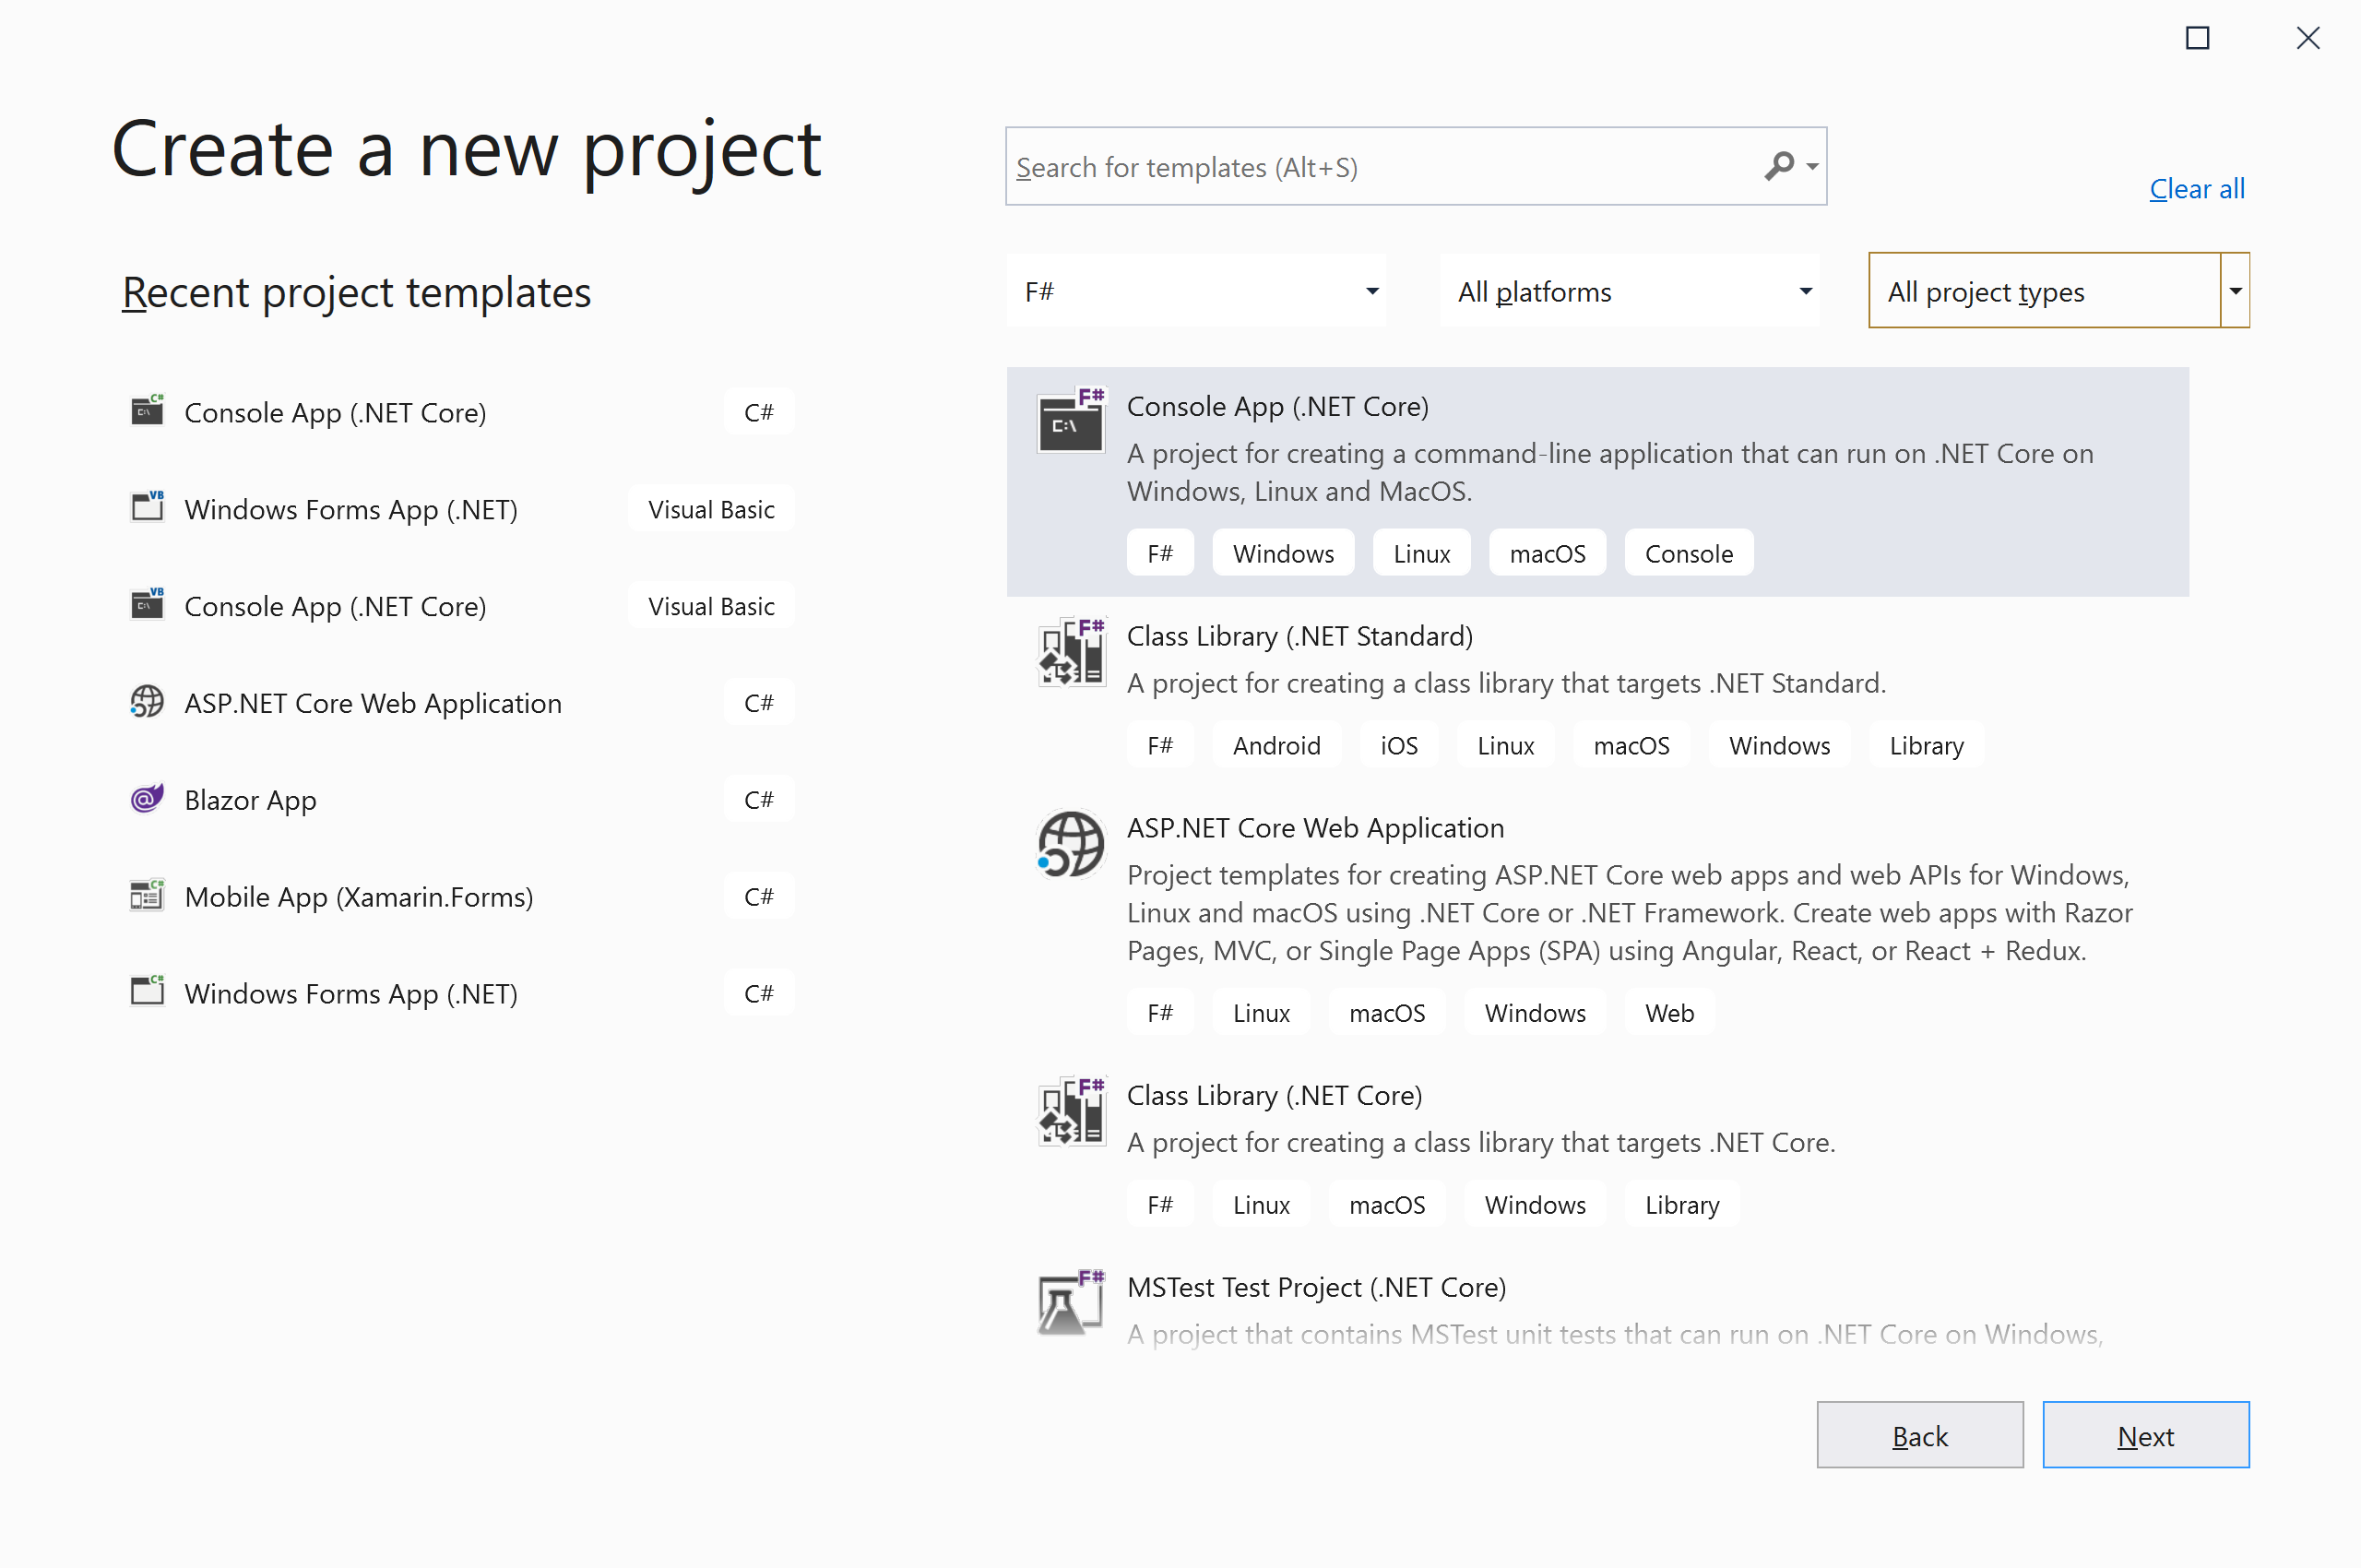 Create a new project
Search for templates (Alt+S)
Clear all
F#
All platforms
All project types
Recent project templates
Console App (.NET Core) C#
Windows Forms App (.NET) Visual Basic
Console App (.NET Core) Visual Basic
ASP.NET Core Web Application C#
Blazor App C#
Mobile App (Xamarin.Forms) C#
Windows Forms App (.NET) C#
Console App (.NET Core)
A project for creating a command-line application that can run on .NET Core on
Windows, Linux and MacOS.
F# Windows Linux macOS Console
Class Library (.NET Standard)
A project for creating a class library that targets .NET Standard.
F# Android iOS Linux macOS Windows Library
ASP.NET Core Web Application
Project templates for creating ASP.NET Core web apps and web APIs for Windows,
Linux and macOS using .NET Core or .NET Framework. Create web apps with Razor
Pages, MVC, or Single Page Apps (SPA) using Angular, React, or React + Redux.
F# Linux macOS Windows Web
Class Library (.NET Core)
A project for creating a class library that targets .NET Core.
F# Linux macOS Windows Library
MSTest Test Project (.NET Core)
A project that contains MSTest unit tests that can run on .NET Core on Windows,
Back
Next